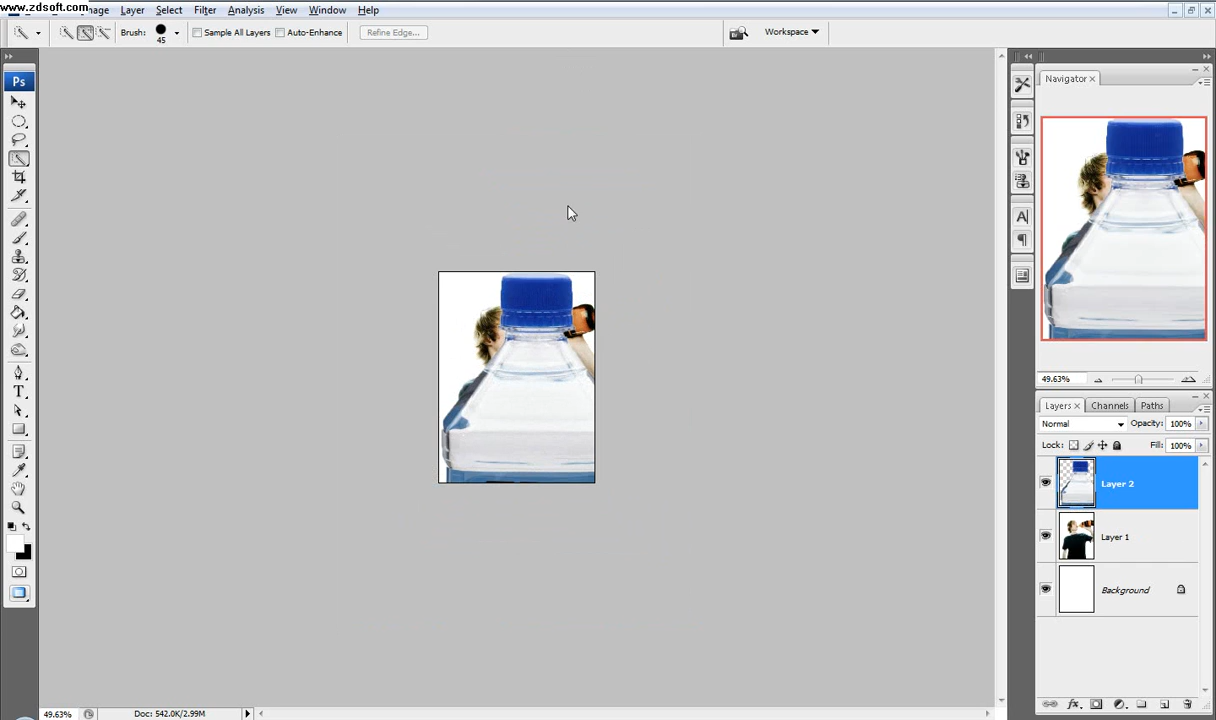 www.zdsoft.com
Image Layer Select Filter Analysis View Window Help
Brush: 45 Sample All Layers Auto-Enhance Refine Edge... Workspace
Ps
Navigator
49.63%
Layers Channels Paths
Normal Opacity: 100%
Lock: Fill: 100%
Layer 2
Layer 1
Background
49.63% Doc: 542.0K/2.99M